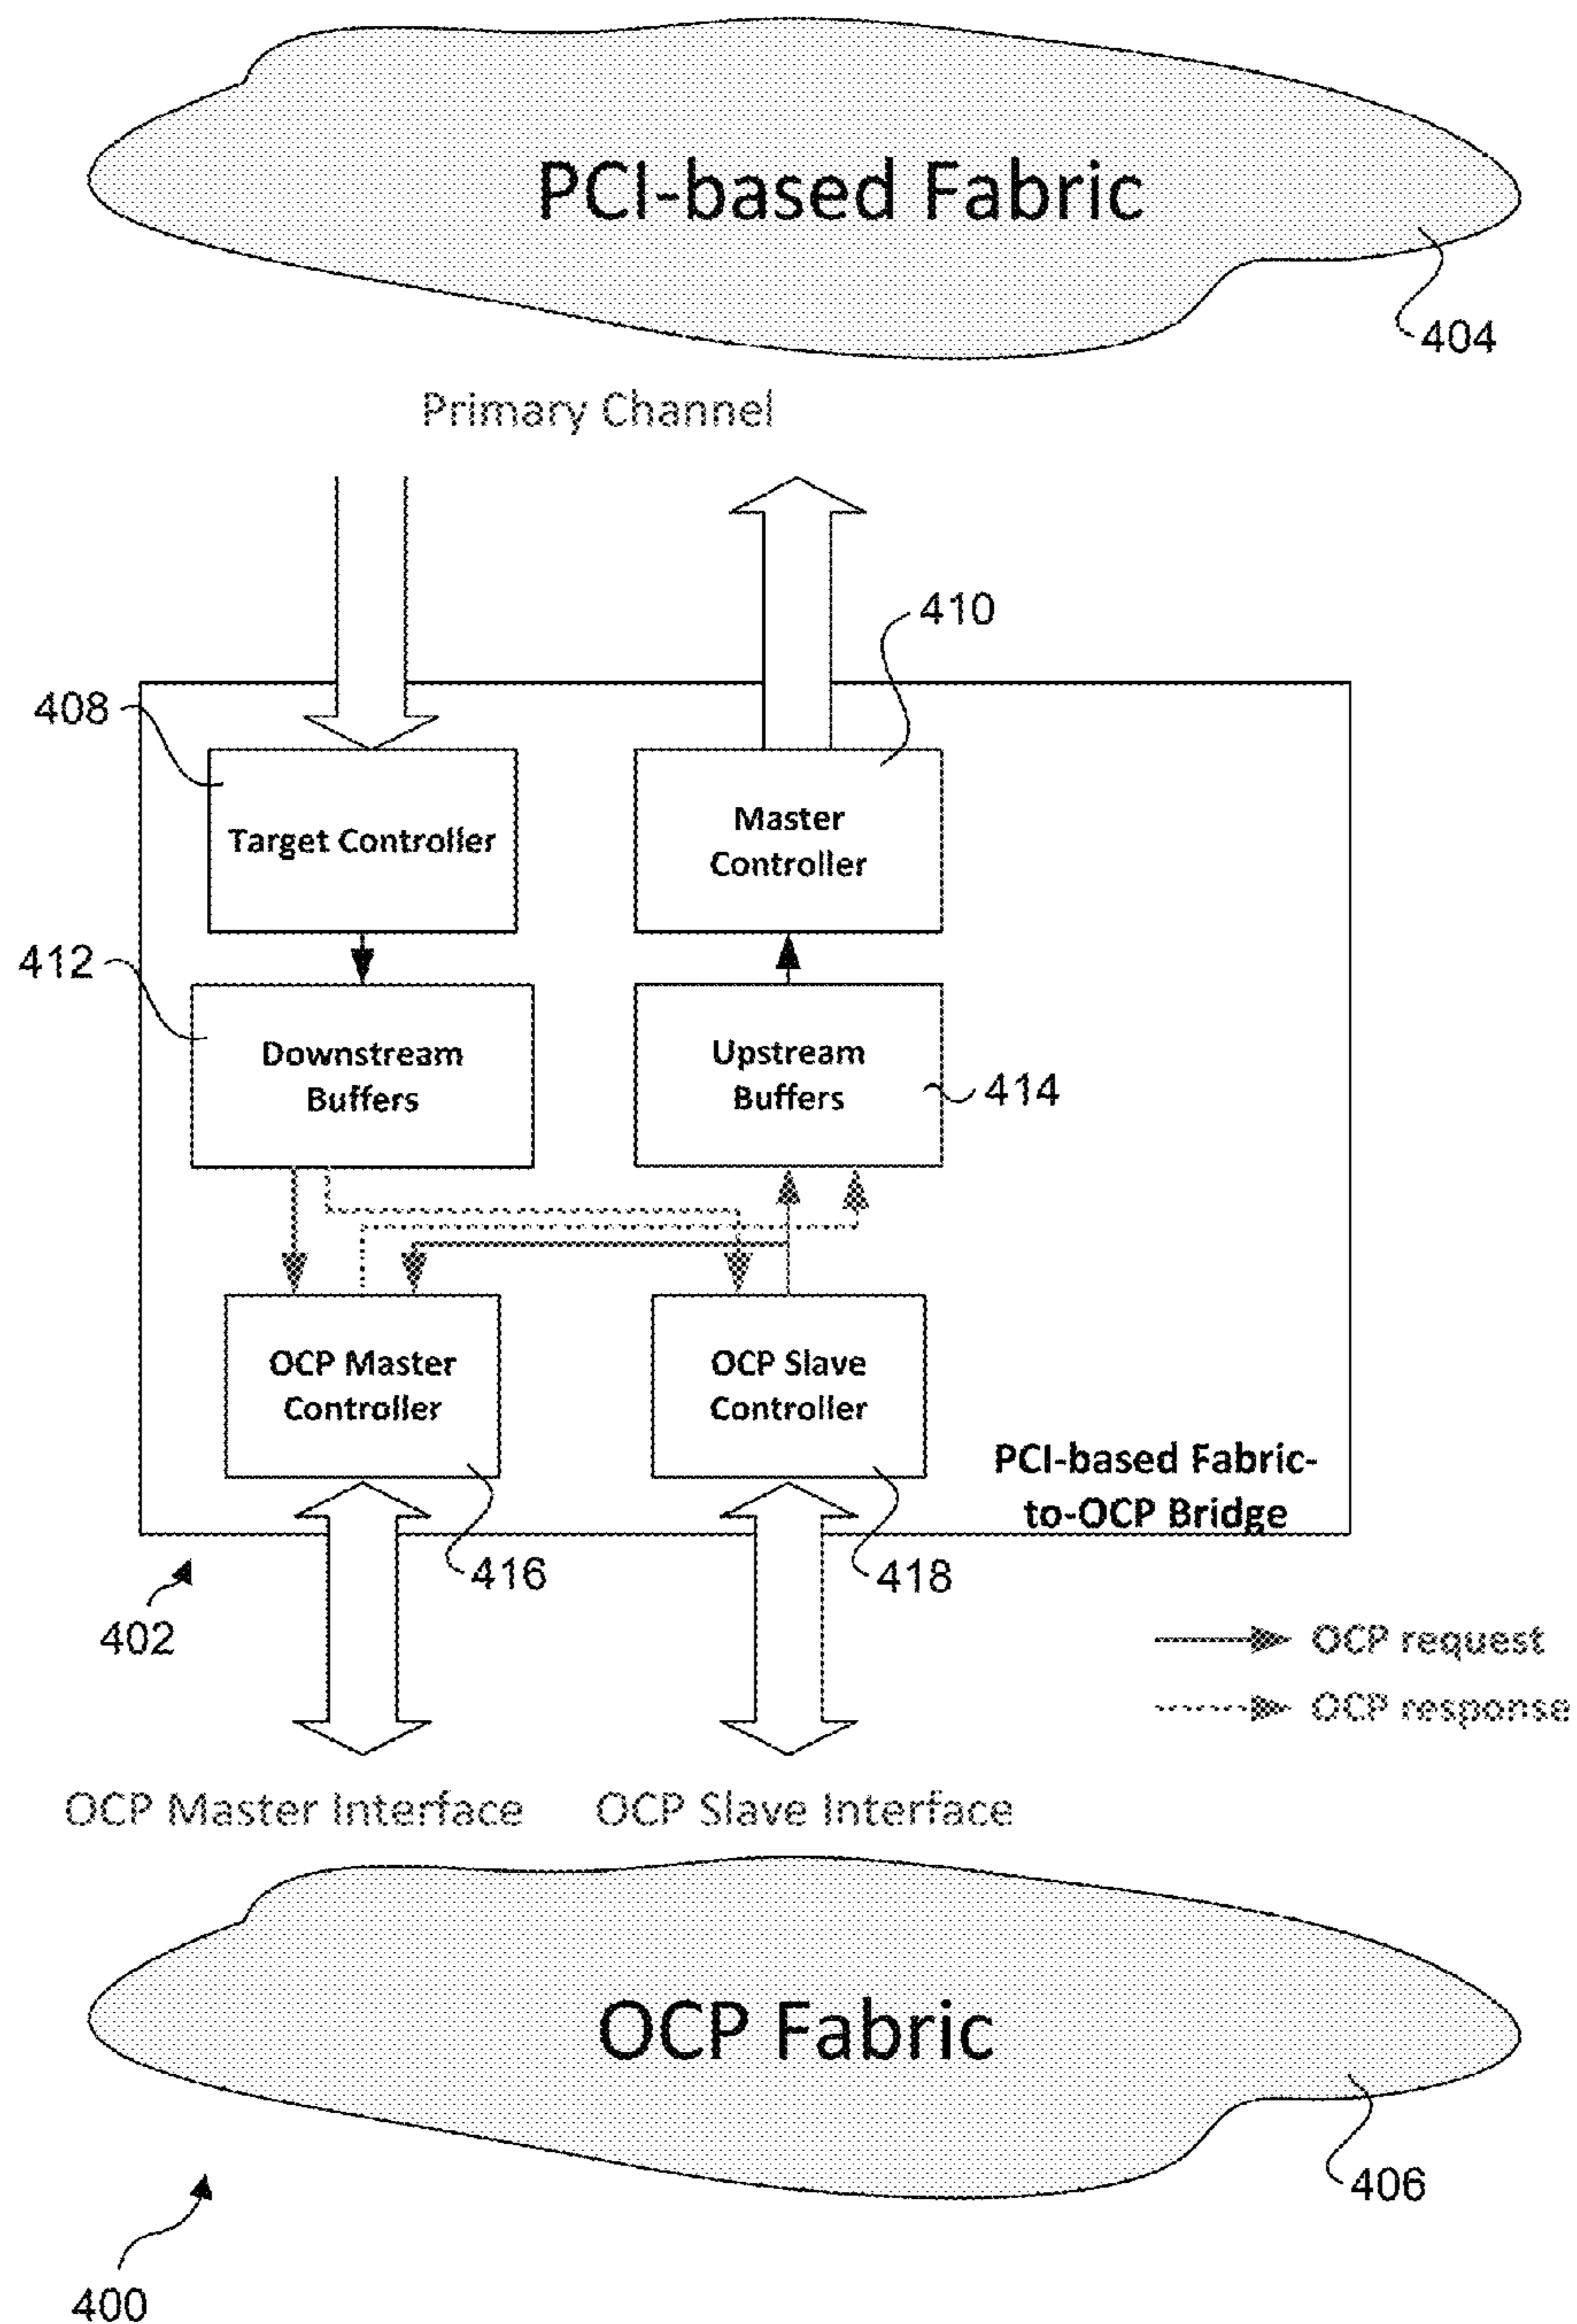 PCI-based Fabric
404
Primary Channel
410
408
Target Controller
Master
Controller
412
Downstream
Buffers
Upstream
Buffers
414
OCP Master
Controller
OCP Slave
Controller
PCI-based Fabric-
to-OCP Bridge
416
418
402
OCP request
OCP response
OCP Master Interface
OCP Slave Interface
OCP Fabric
406
400